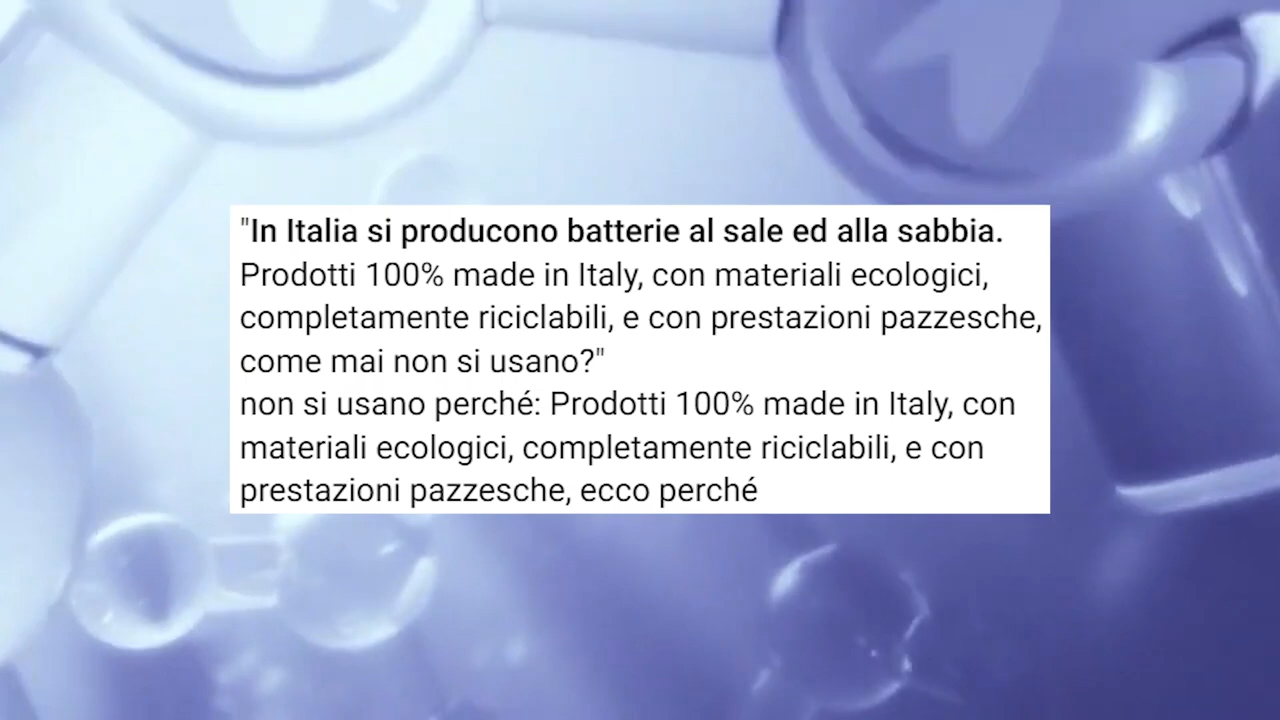 "In Italia si producono batterie al sale ed alla sabbia.
Prodotti 100% made in Italy, con materiali ecologici,
completamente riciclabili, e con prestazioni pazzesche,
come mai non si usano?"
non si usano perché: Prodotti 100% made in Italy, con
materiali ecologici, completamente riciclabili, e con
prestazioni pazzesche, ecco perché